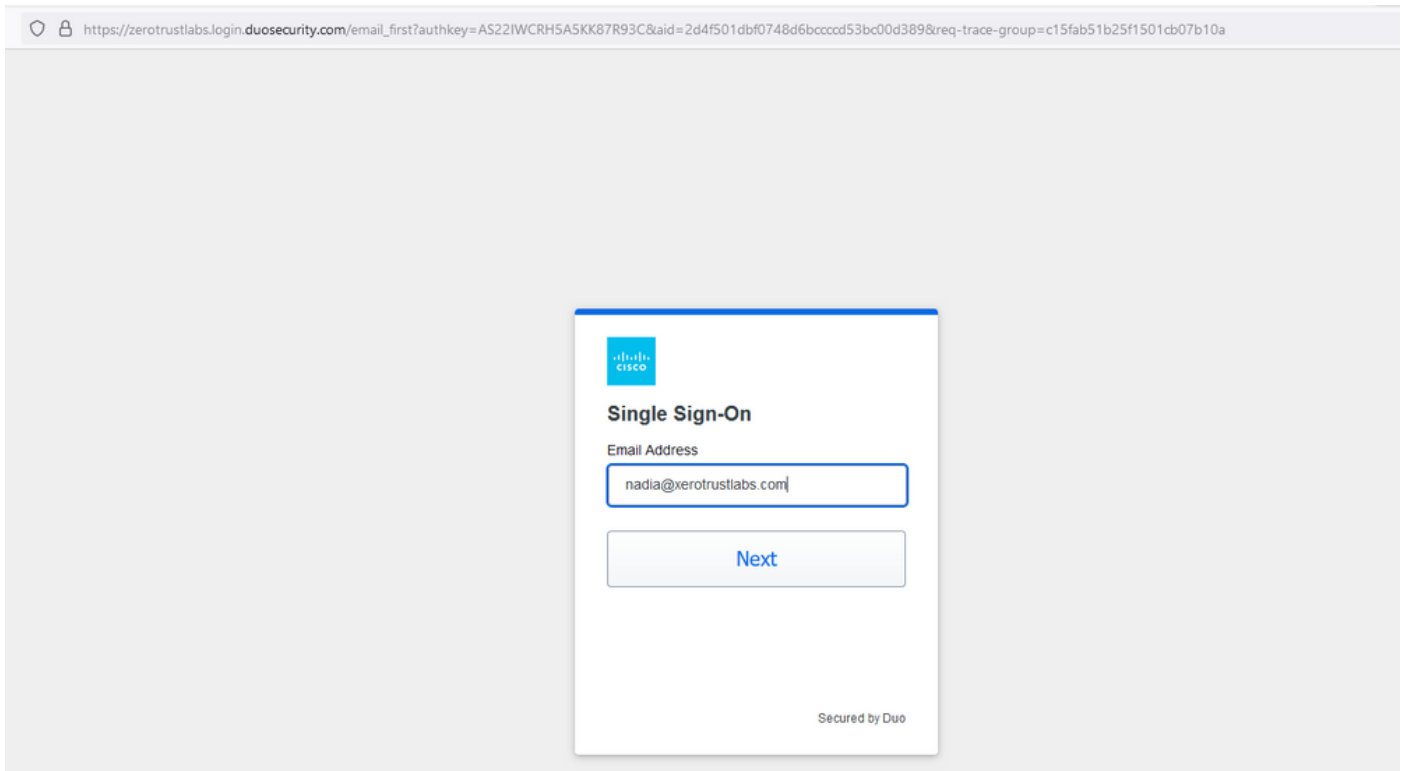 https://zerotrustlabs.login.duosecurity.com/email_first?authkey=AS22IWCRH5A5KK87R93C&aid=2d4f501dbf0748d6bccccd53bc00d389&req-trace-group=c15fab51b25f1501cb07b10a
CISCO
Single Sign-On
Email Address
nadia@xerotrustlabs.com
Next
Secured by Duo